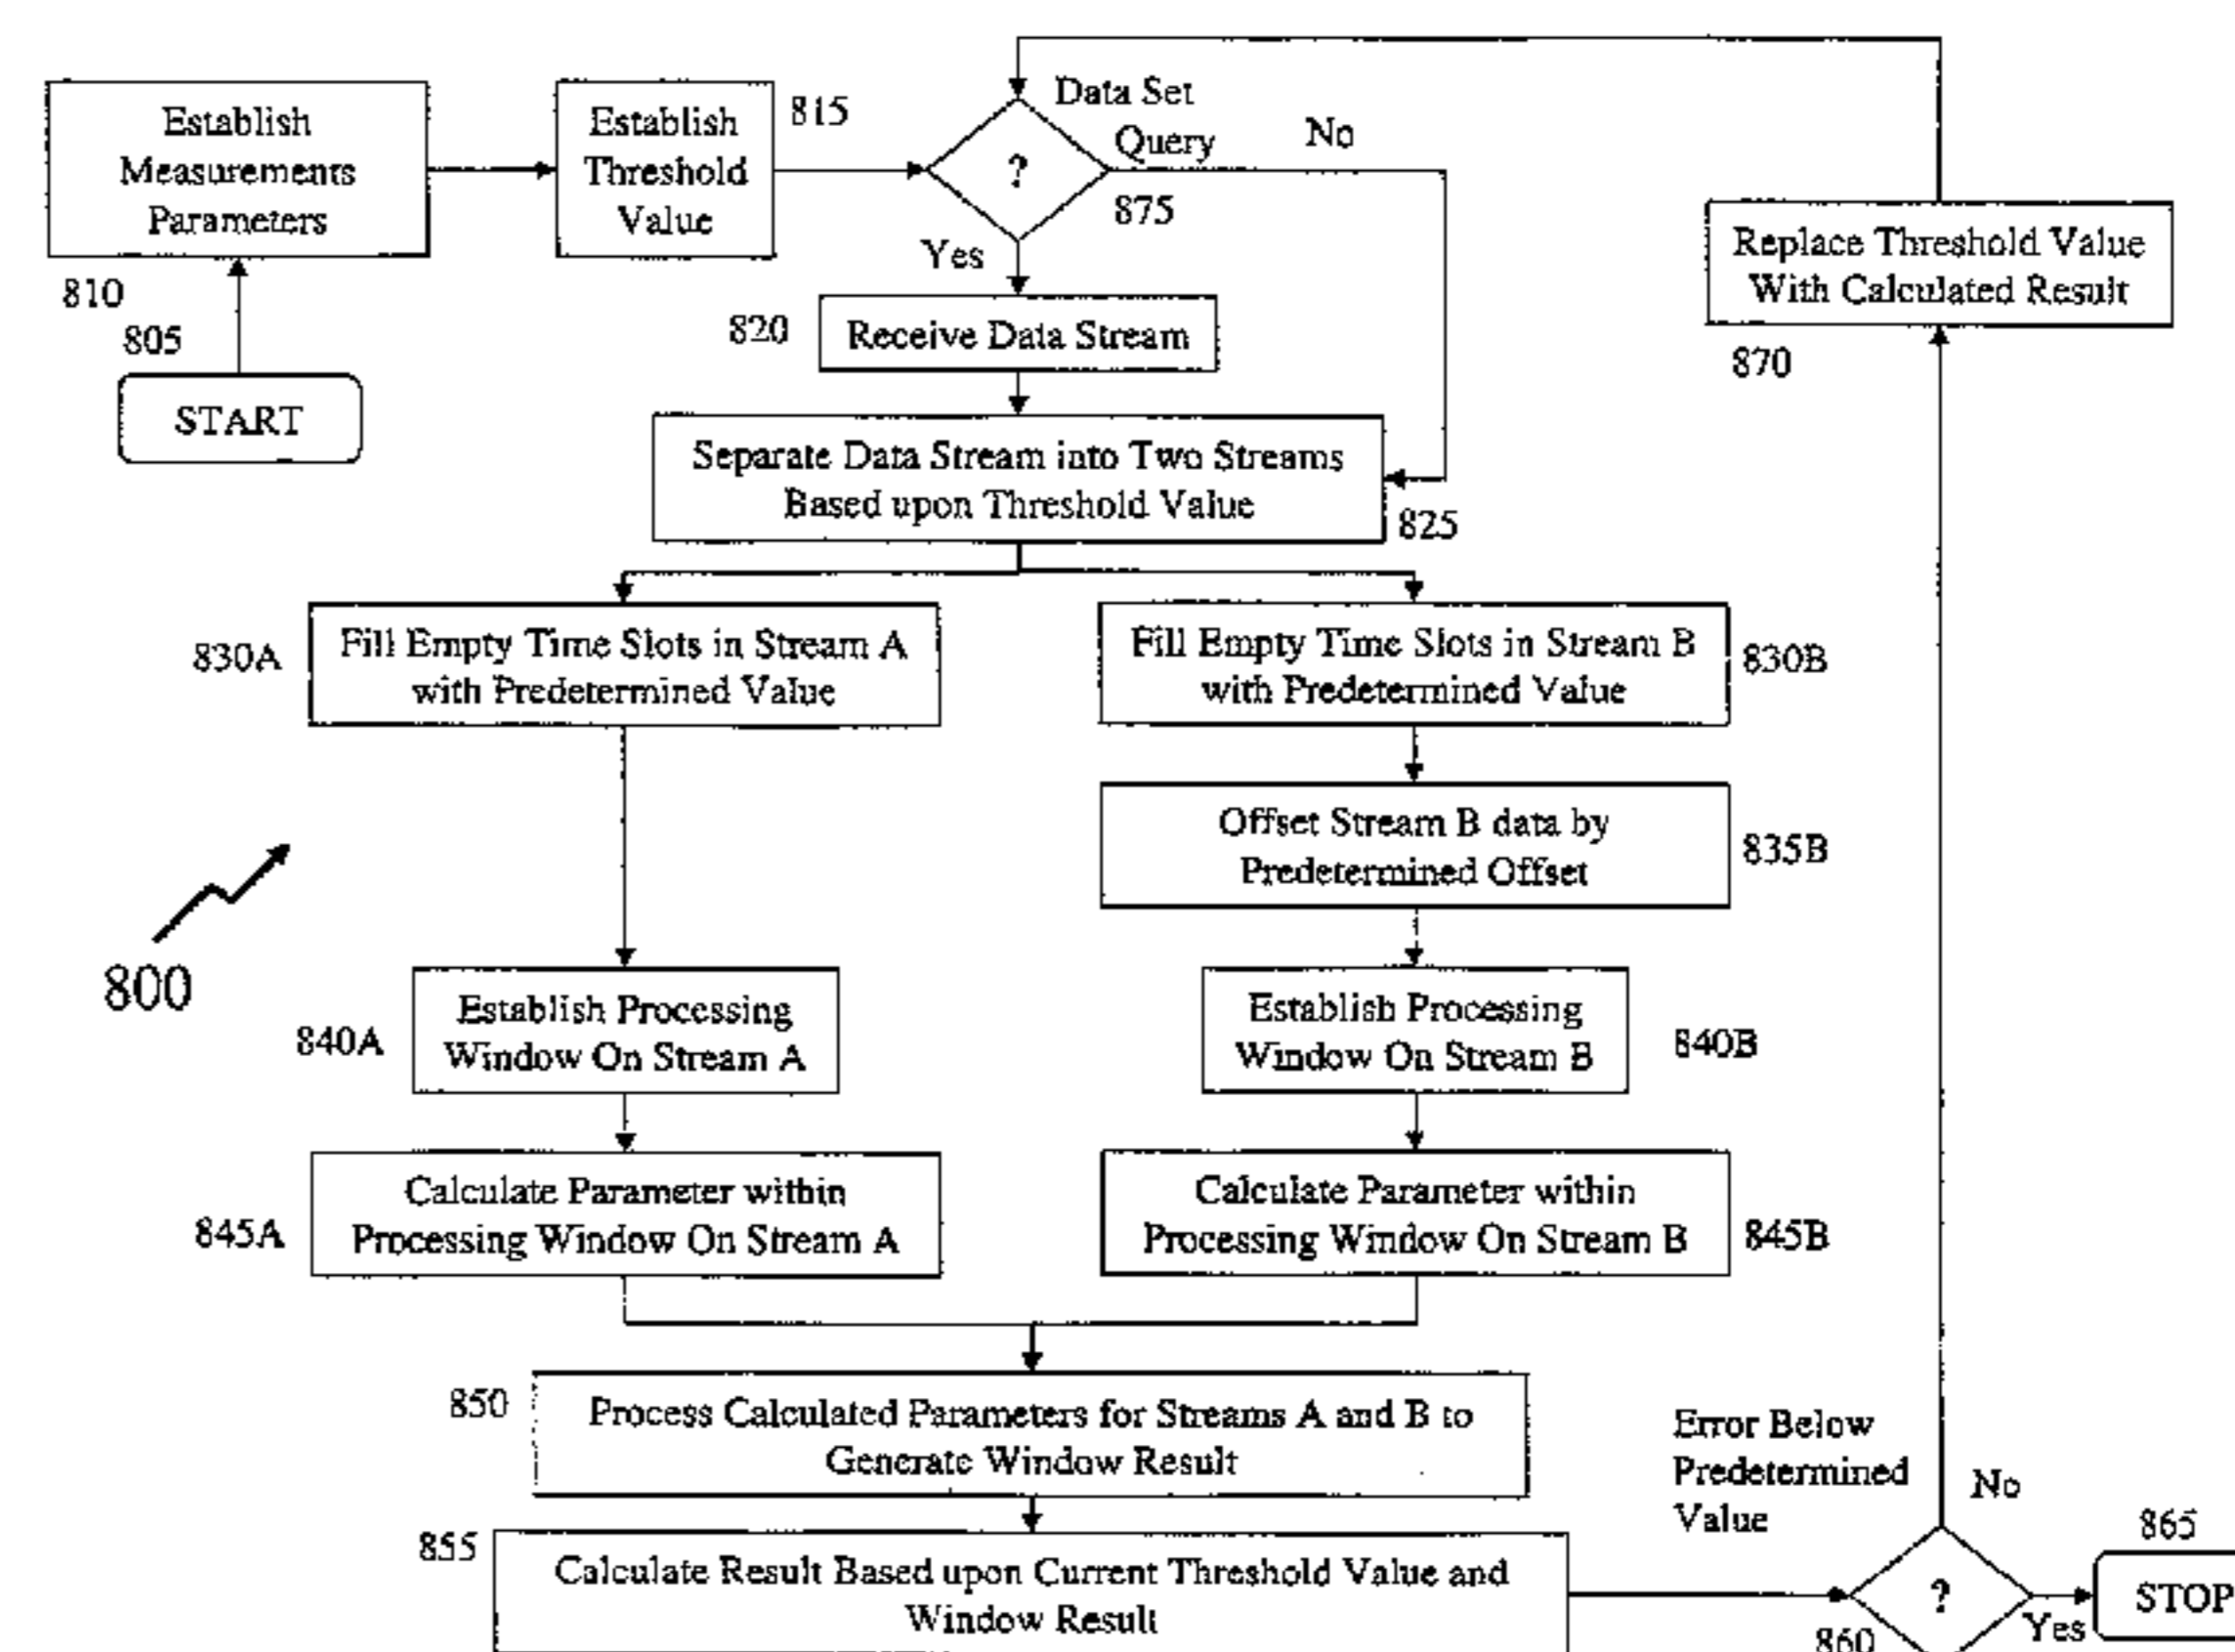 Establish
Measurements
Parameters
810
805
START
Establish
Threshold
Value
815
Data Set
Query
?
No
875
Yes
820
Receive Data Stream
Replace Threshold Value
With Calculated Result
870
Separate Data Stream into Two Streams
Based upon Threshold Value
825
830A
Fill Empty Time Slots in Stream A
with Predetermined Value
Fill Empty Time Slots in Stream B
with Predetermined Value
830B
Offset Stream B data by
Predetermined Offset
835B
800
840A
Establish Processing
Window On Stream A
Establish Processing
Window On Stream B
840B
845A
Calculate Parameter within
Processing Window On Stream A
Calculate Parameter within
Processing Window On Stream B
845B
850
Process Calculated Parameters for Streams A and B to
Generate Window Result
855
Calculate Result Based upon Current Threshold Value and
Window Result
Error Below
Predetermined
Value
No
?
860
Yes
865
STOP